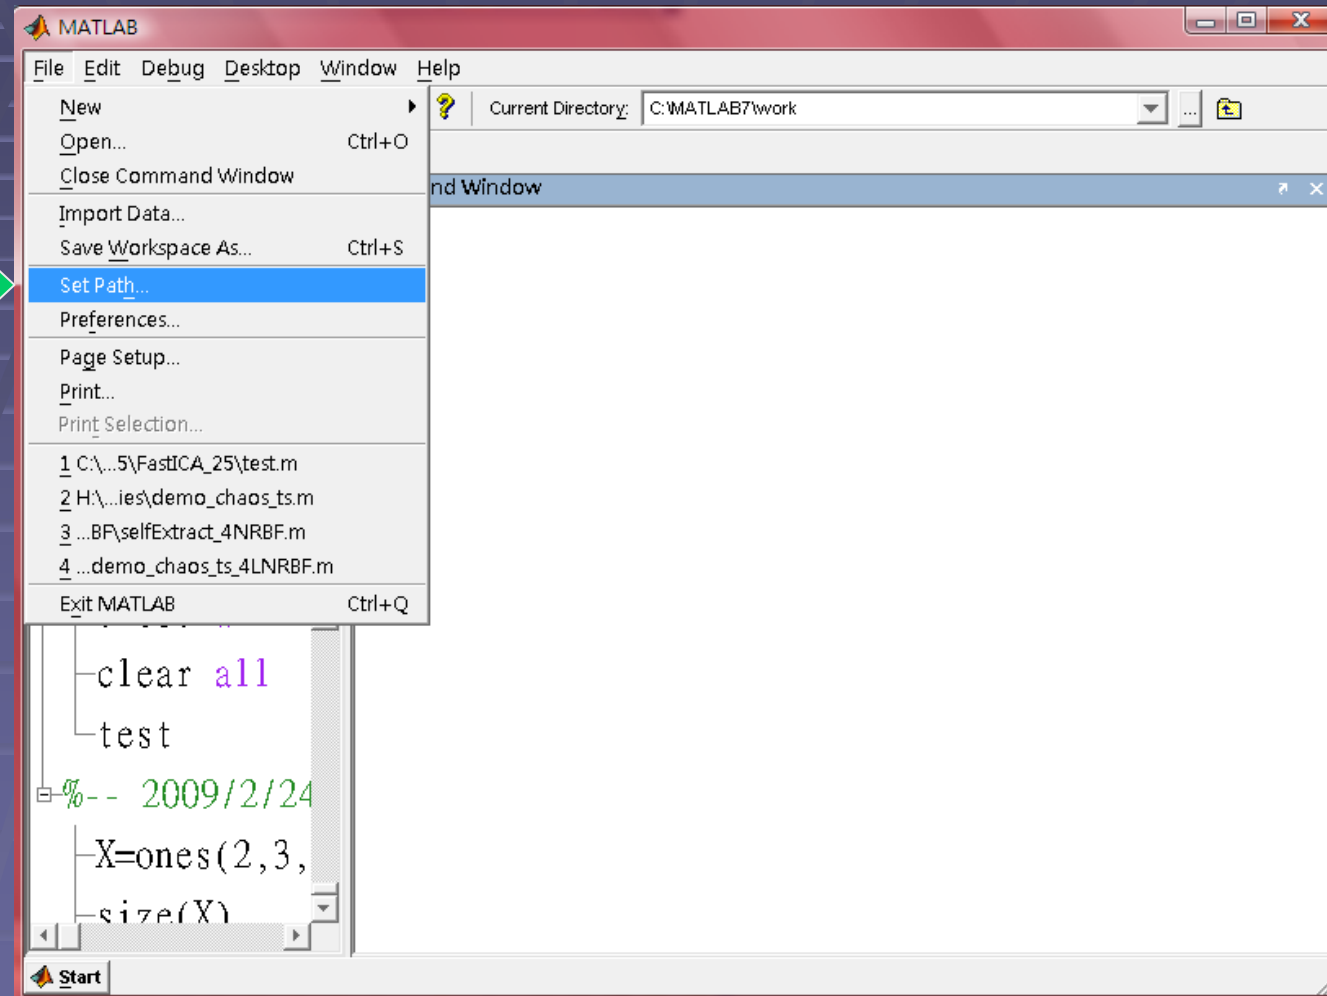 MATLAB
File Edit Debug Desktop Window Help
Current Directory: C:\MATLAB7\work
New
Open... Ctrl+O
Close Command Window
nd Window
Import Data...
Save Workspace As... Ctrl+S
Set Path...
Preferences...
Page Setup...
Print...
Print Selection...
1 C:\...5\FastICA_25\test.m
2 H:\...ies\demo_chaos_ts.m
3 ...BF\selfExtract_4NRBF.m
4 ...demo_chaos_ts_4LNRBF.m
Exit MATLAB Ctrl+Q
clear all
test
%-- 2009/2/24
X=ones(2,3,
size(X)
Start